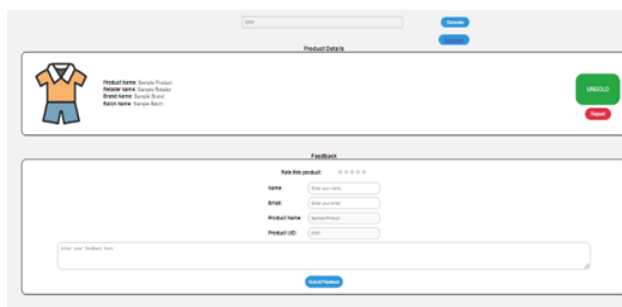 Product Details
Product Name: Sample Product
Retailer Name: Sample Retailer
Brand Name: Sample Brand
Batch Name: Sample Batch
UNSOLD
Report
Feedback
Rate this product:
Name: Enter your name
Email: Enter your email
Product Name: Sample Product
Product UID:
Enter your feedback here
Submit Feedback